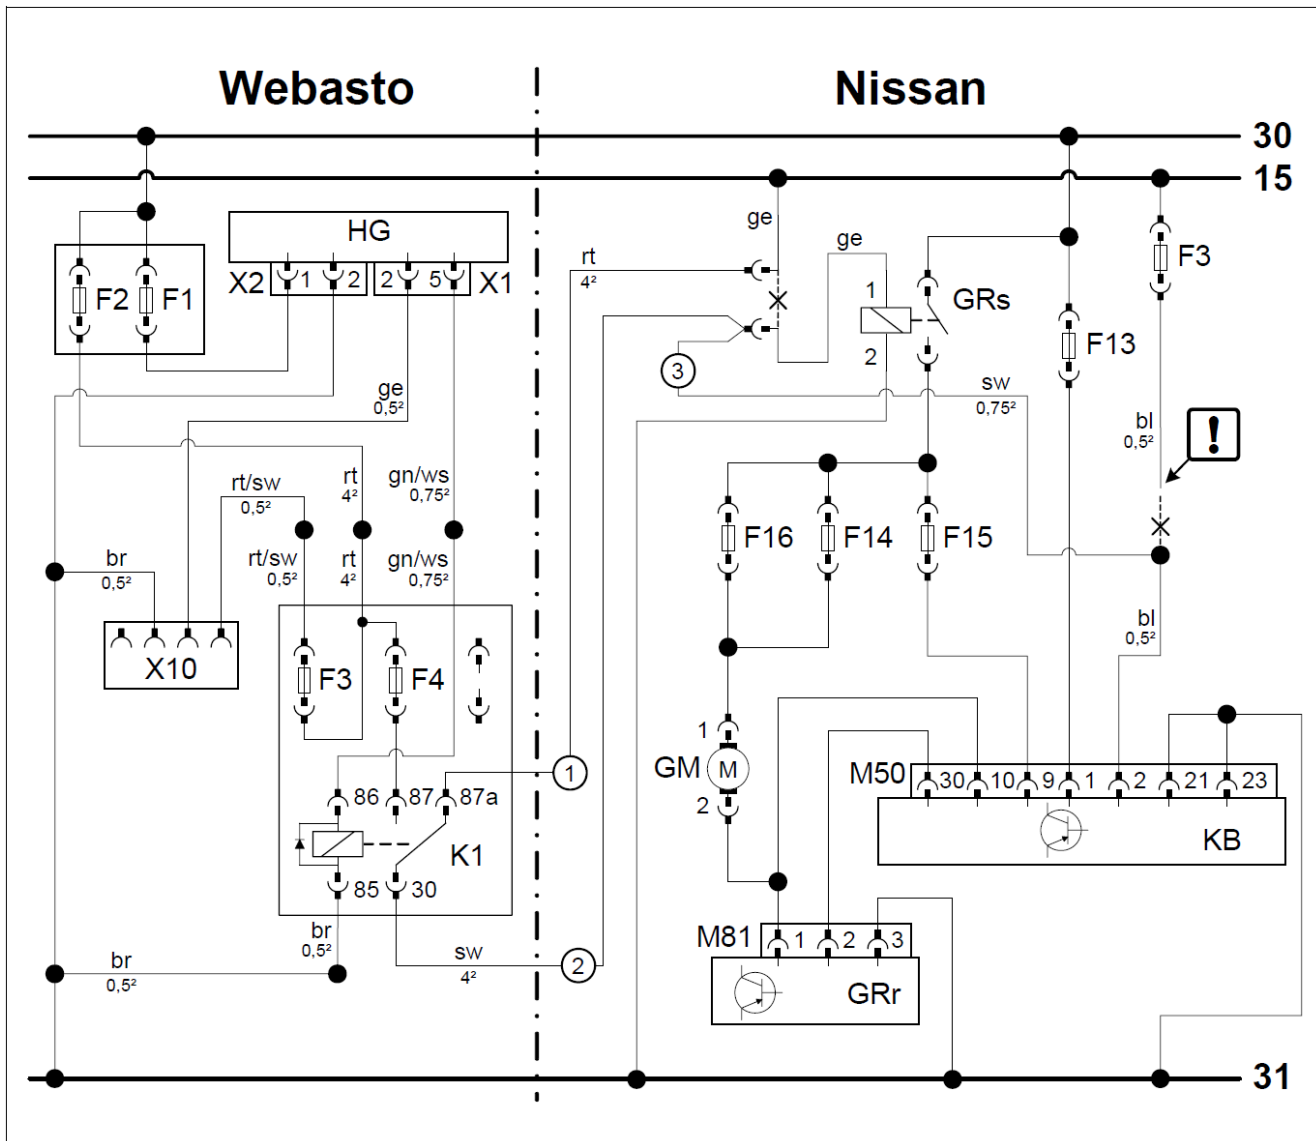 Webasto
Nissan
30
15
HG
X2 1 2 2 5 X1
F2 F1
ge
0,5²
rt/sw
0,5²
rt
4²
gn/ws
0,75²
br
0,5²
rt/sw
0,5²
rt
4²
gn/ws
0,75²
X10
F3 F4
86 87 87a
K1
85 30
br
0,5²
br
0,5²
sw
4²
1
2
rt
4²
ge
ge
3
1
2
GRs
F13
F3
sw
0,75²
bl
0,5²
!
F16 F14 F15
bl
0,5²
1
GM M
2
M50 30 10 9 1 2 21 23
KB
M81 1 2 3
GRr
31